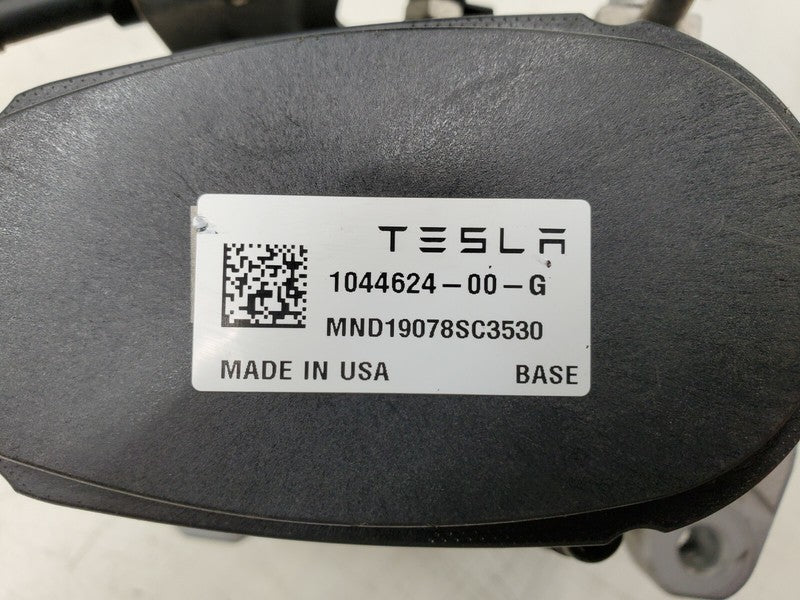 TESLA
1044624-00-G
MND19078SC3530
MADE IN USA BASE